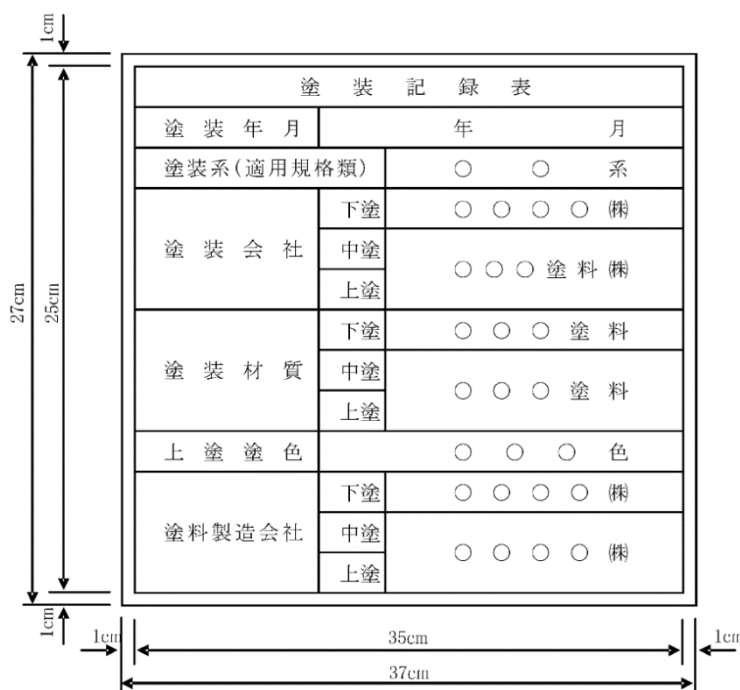 1cm
塗装記録表
塗装年月 年 月
塗装系(適用規格類) ○ ○ 系
下塗 ○○○○㈱
塗装会社 中塗 ○○○塗料㈱
上塗
下塗 ○○○塗料
塗装材質 中塗 ○○○塗料
上塗
上塗塗色 ○○○色
下塗 ○○○○㈱
塗料製造会社 中塗 ○○○○㈱
上塗
27cm
25cm
1cm
1cm 35cm 1cm
37cm